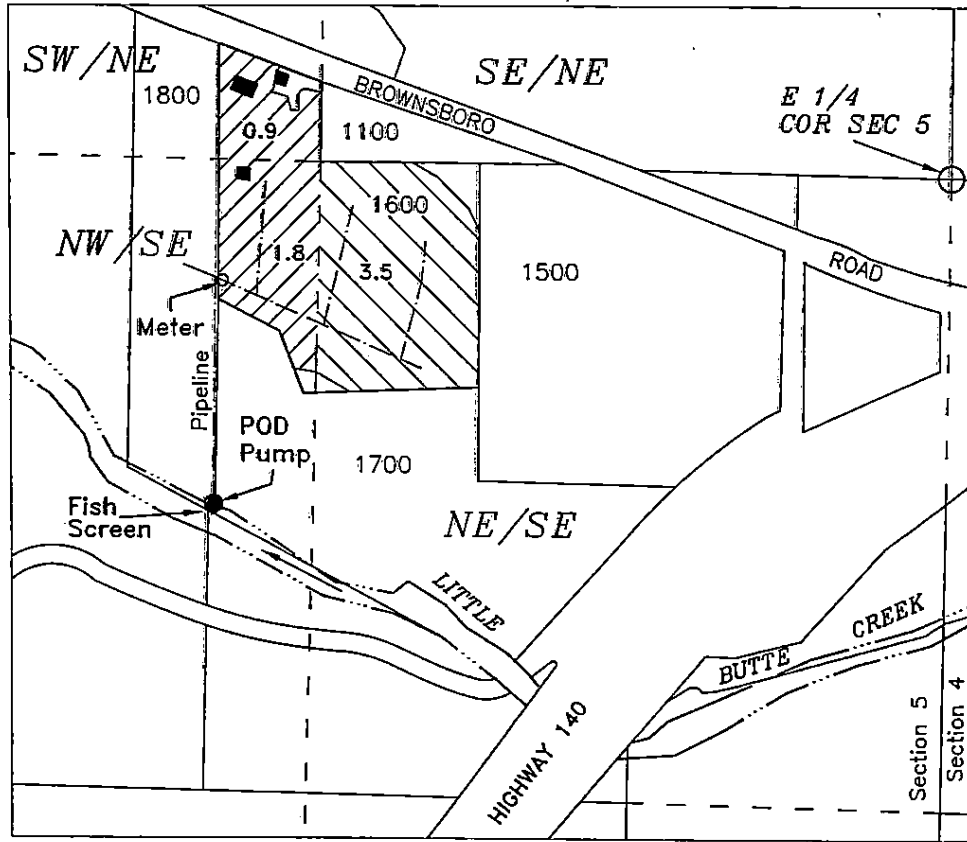 SW/NE
SE/NE
1800
BROWNSBORO
E 1/4
COR SEC 5
0.9
1100
1600
NW/SE
1.8
3.5
1500
ROAD
Meter
Pipeline
POD
Pump
1700
Fish
Screen
NE/SE
LITTLE
CREEK
BUTTE
HIGHWAY 140
Section 5
Section 4